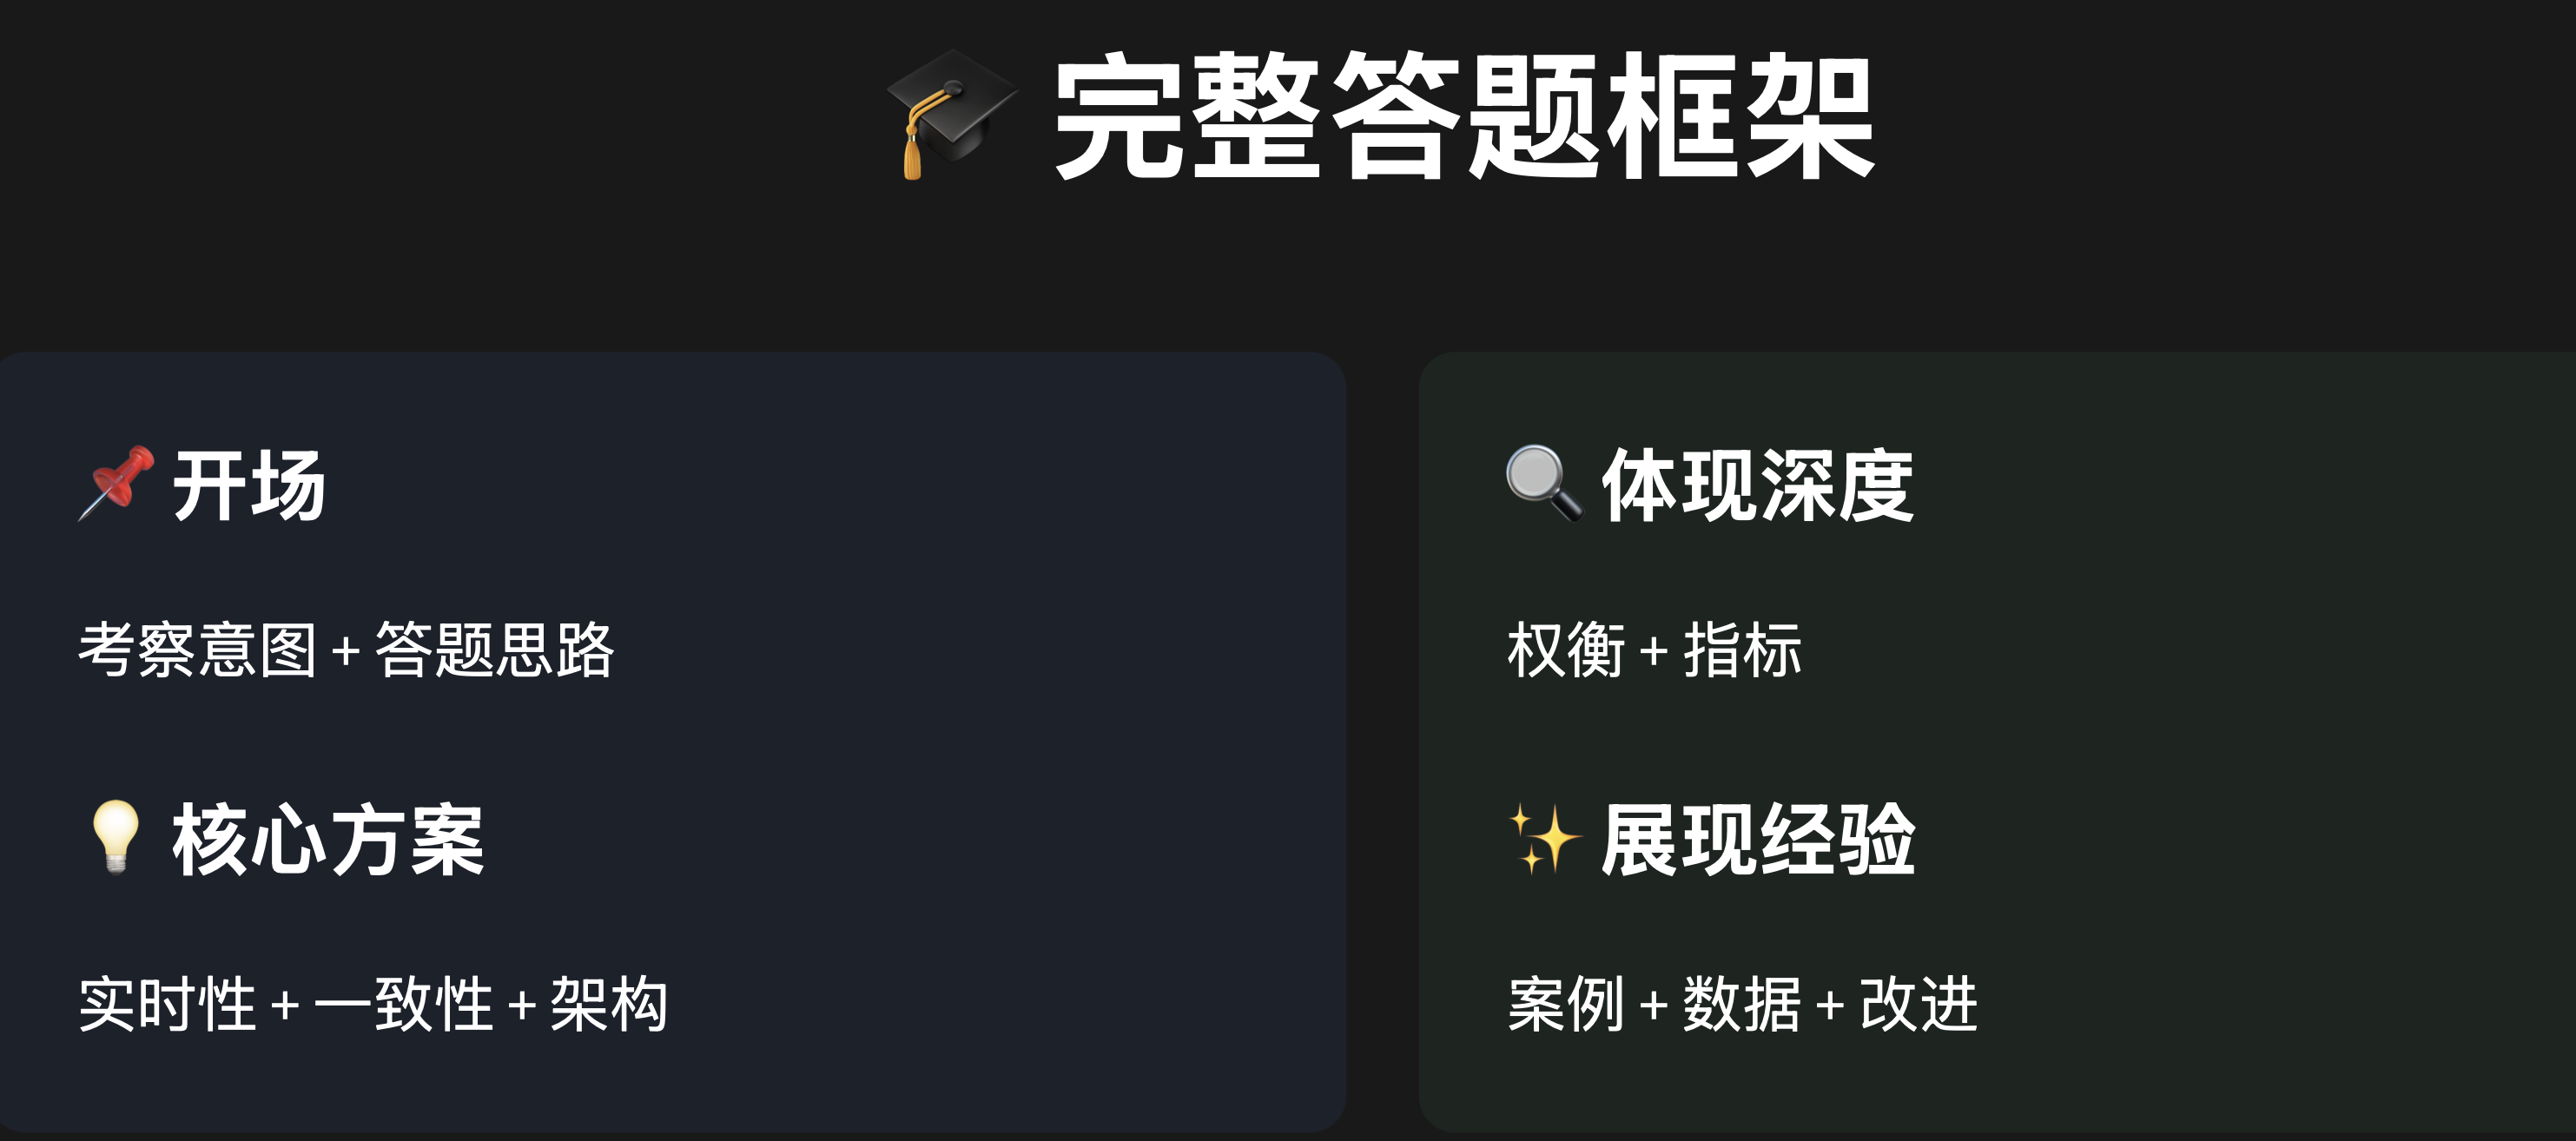 🎓 完整答题框架
📌 开场
考察意图 + 答题思路
💡 核心方案
实时性 + 一致性 + 架构
🔍 体现深度
权衡 + 指标
✨ 展现经验
案例 + 数据 + 改进